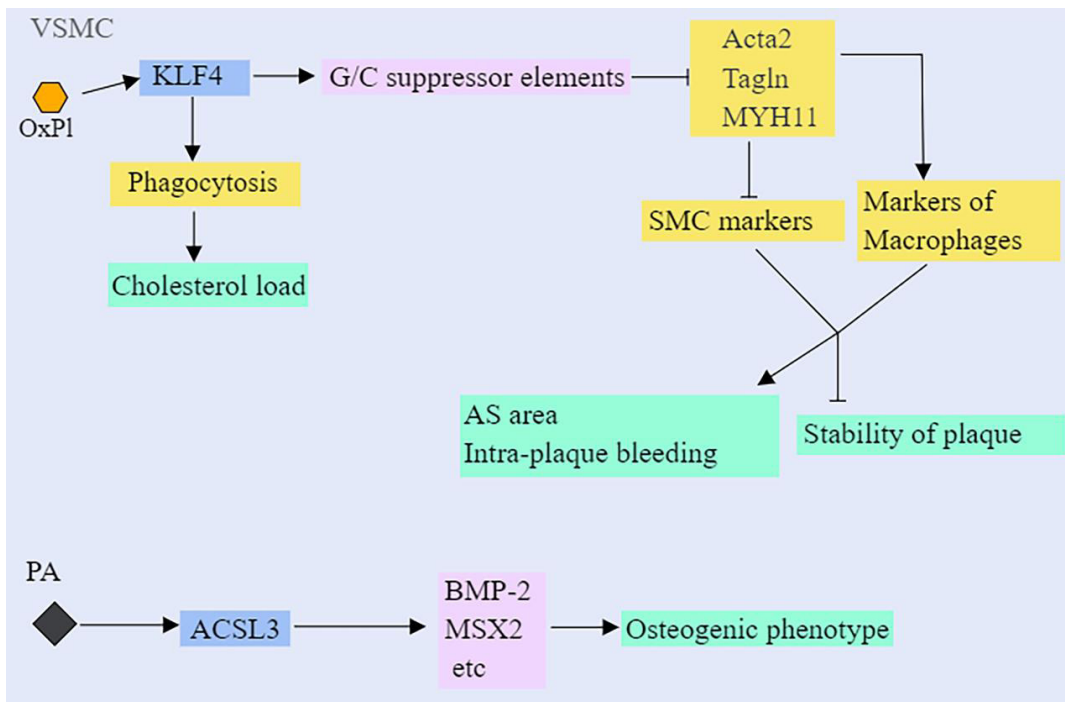 VSMC
OxPl
KLF4
G/C suppressor elements
Acta2
Tagln
MYH11
Phagocytosis
SMC markers
Markers of
Macrophages
Cholesterol load
AS area
Intra-plaque bleeding
Stability of plaque
PA
ACSL3
BMP-2
MSX2
etc
Osteogenic phenotype